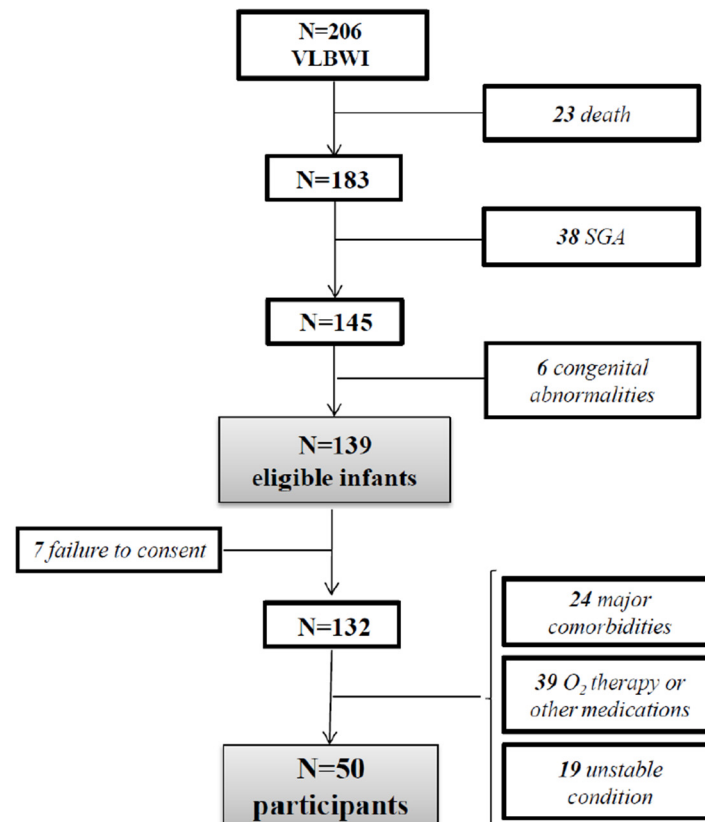 N=206
VLBWI
23 death
N=183
38 SGA
N=145
6 congenital
abnormalities
N=139
eligible infants
7 failure to consent
N=132
24 major
comorbidities
39 O₂ therapy or
other medications
19 unstable
condition
N=50
participants